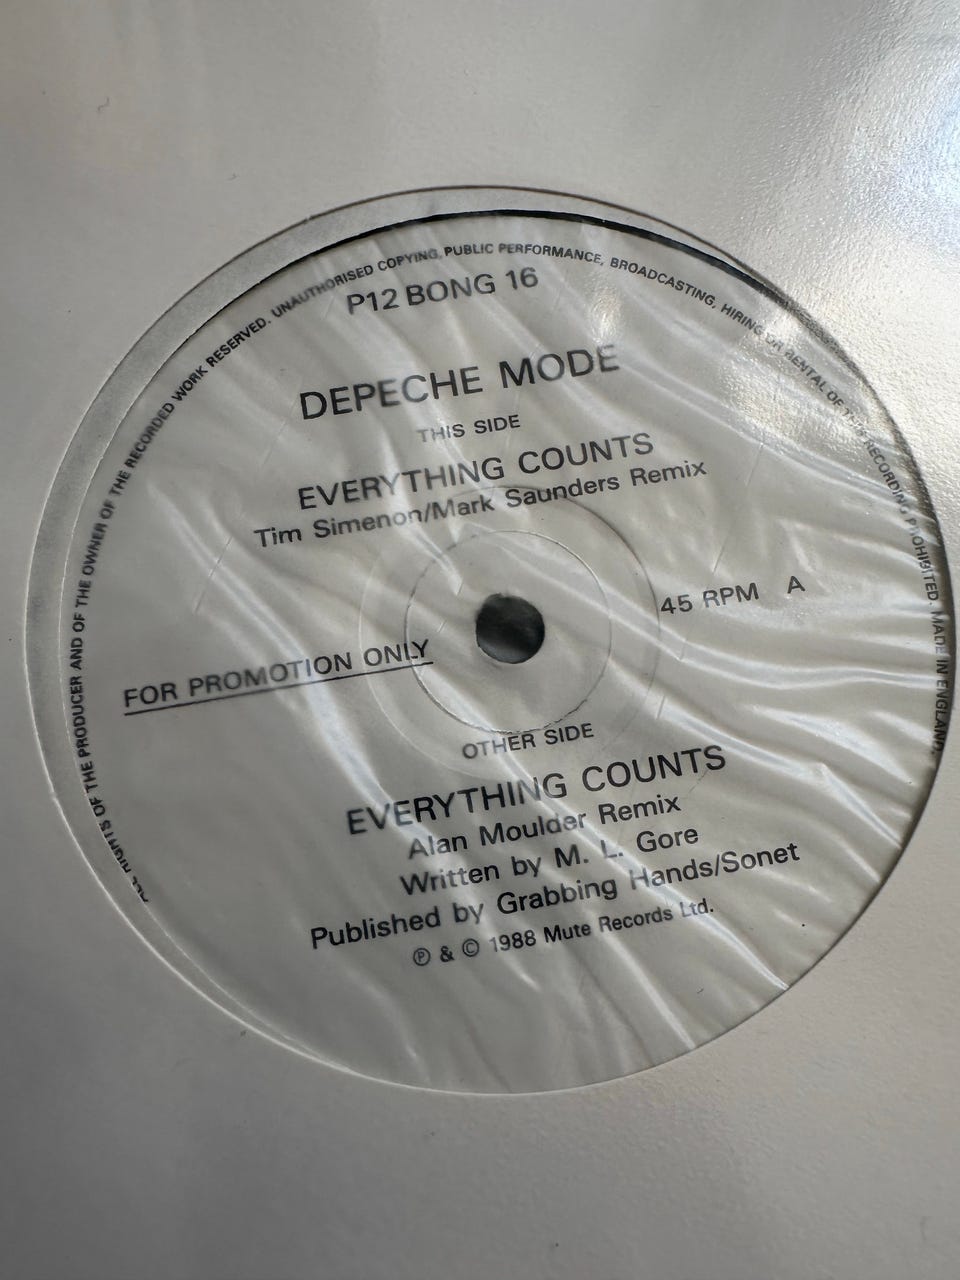 ALL RIGHTS OF THE PRODUCER AND OF THE OWNER OF THE RECORDED WORK RESERVED. UNAUTHORISED COPYING, PUBLIC PERFORMANCE, BROADCASTING, HIRING OR RENTAL OF THIS RECORDING PROHIBITED. MADE IN ENGLAND.
P12 BONG 16
DEPECHE MODE
THIS SIDE
EVERYTHING COUNTS
Tim Simenon/Mark Saunders Remix
45 RPM A
FOR PROMOTION ONLY
OTHER SIDE
EVERYTHING COUNTS
Alan Moulder Remix
Written by M. L. Gore
Published by Grabbing Hands/Sonet
℗ & © 1988 Mute Records Ltd.